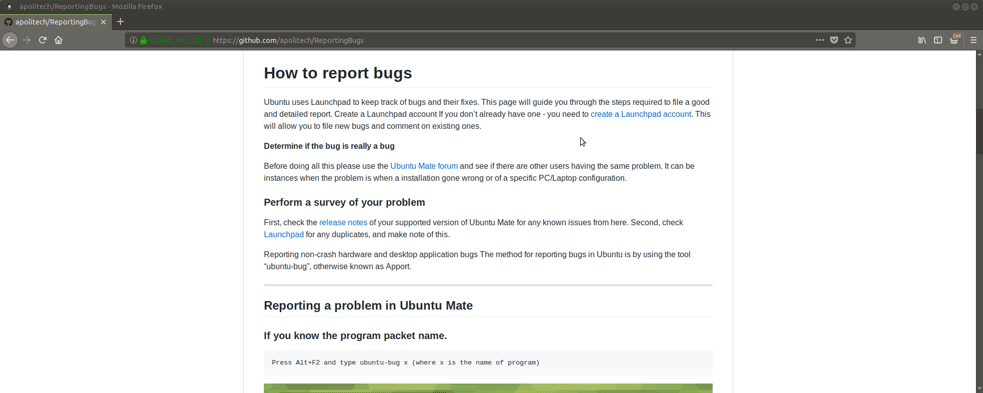 apolitech/ReportingBugs - Mozilla Firefox
apolitech/ReportingBug
https://github.com/apolitech/ReportingBugs
Off
How to report bugs
Ubuntu uses Launchpad to keep track of bugs and their fixes. This page will guide you through the steps required to file a good
and detailed report. Create a Launchpad account If you don't already have one - you need to create a Launchpad account. This
will allow you to file new bugs and comment on existing ones.
Determine if the bug is really a bug
Before doing all this please use the Ubuntu Mate forum and see if there are other users having the same problem. It can be
instances when the problem is when a installation gone wrong or of a specific PC/Laptop configuration.
Perform a survey of your problem
First, check the release notes of your supported version of Ubuntu Mate for any known issues from here. Second, check
Launchpad for any duplicates, and make note of this.
Reporting non-crash hardware and desktop application bugs The method for reporting bugs in Ubuntu is by using the tool
“ubuntu-bug”, otherwise known as Apport.
Reporting a problem in Ubuntu Mate
If you know the program packet name.
Press Alt+F2 and type ubuntu-bug x (where x is the name of program)